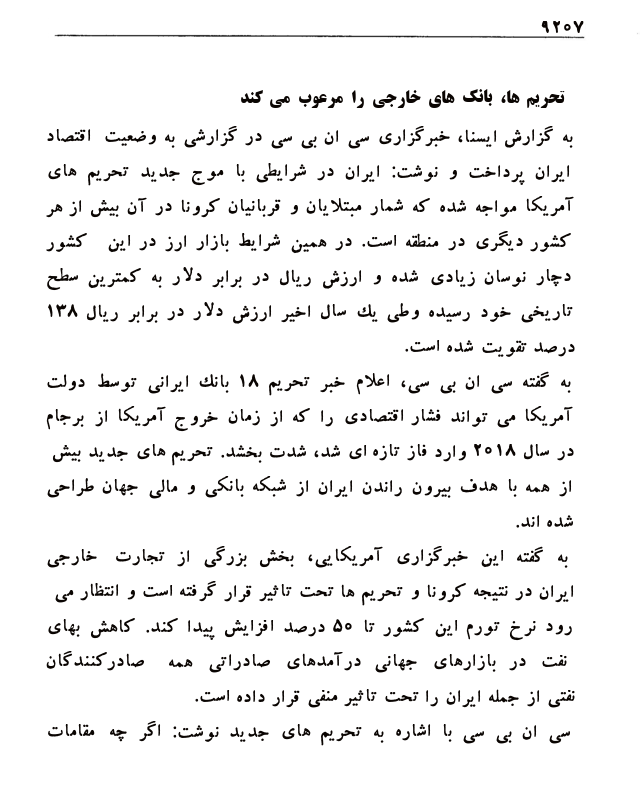 ۹۲۰۷
تحریم ها، بانک های خارجی را مرعوب می کند
به گزارش ایسنا، خبرگزاری سی ان بی سی در گزارشی به وضعیت اقتصاد
ایران پرداخت و نوشت: ایران در شرایطی با موج جدید تحریم های
آمریکا مواجه شده که شمار مبتلایان و قربانیان کرونا در آن بیش از هر
کشور دیگری در منطقه است. در همین شرایط بازار ارز در این کشور
دچار نوسان زیادی شده و ارزش ریال در برابر دلار به کمترین سطح
تاریخی خود رسیده وطی یك سال اخیر ارزش دلار در برابر ریال ۱۳۸
درصد تقویت شده است.
به گفته سی ان بی سی، اعلام خبر تحریم ۱۸ بانك ایرانی توسط دولت
آمریکا می تواند فشار اقتصادی را که از زمان خروج آمریکا از برجام
در سال ۲۰۱۸ وارد فاز تازه ای شد، شدت بخشد. تحریم های جدید بیش
از همه با هدف بیرون راندن ایران از شبکه بانکی و مالی جهان طراحی
شده اند.
به گفته این خبرگزاری آمریکایی، بخش بزرگی از تجارت خارجی
ایران در نتیجه کرونا و تحریم ها تحت تاثیر قرار گرفته است و انتظار می
رود نرخ تورم این کشور تا ۵۰ درصد افزایش پیدا کند. کاهش بهای
نفت در بازارهای جهانی درآمدهای صادراتی همه صادرکنندگان
نفتی از جمله ایران را تحت تاثیر منفی قرار داده است.
سی ان بی سی با اشاره به تحریم های جدید نوشت: اگر چه مقامات